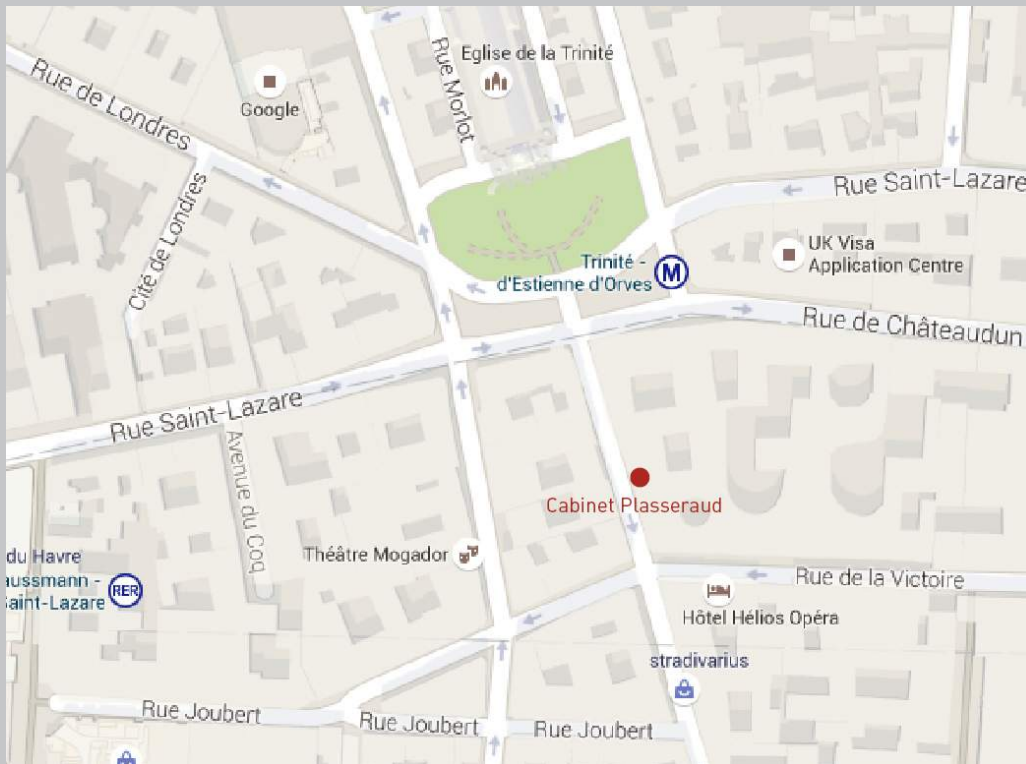 Eglise de la Trinité
Rue Morlot
Rue de Londres
Google
Rue Saint-Lazare
Cité de Londres
UK Visa
Application Centre
Trinité -
d'Estienne d'Orves
M
Rue de Châteaudun
Rue Saint-Lazare
Avenue du Coq
Cabinet Plasseraud
Théâtre Mogador
du Havre
aussmann -
Saint-Lazare
RER
Rue de la Victoire
Hôtel Hélios Opéra
stradivarius
Rue Joubert
Rue Joubert
Rue Joubert